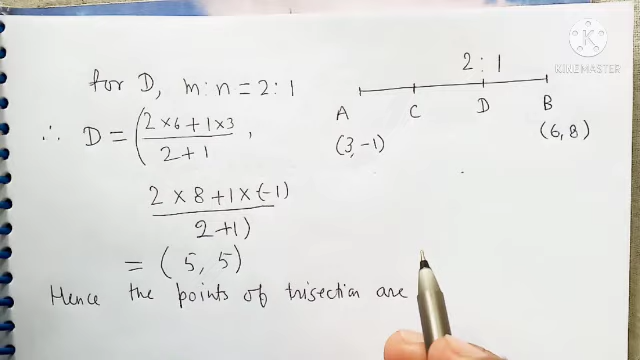 for D, m:n = 2:1
∴ D = (2×6+1×3/2+1,
2×8+1×(-1)/2+1)
= (5, 5)
Hence the points of trisection are
2:1
A C D B
(3,-1) (6,8)
KINEMASTER